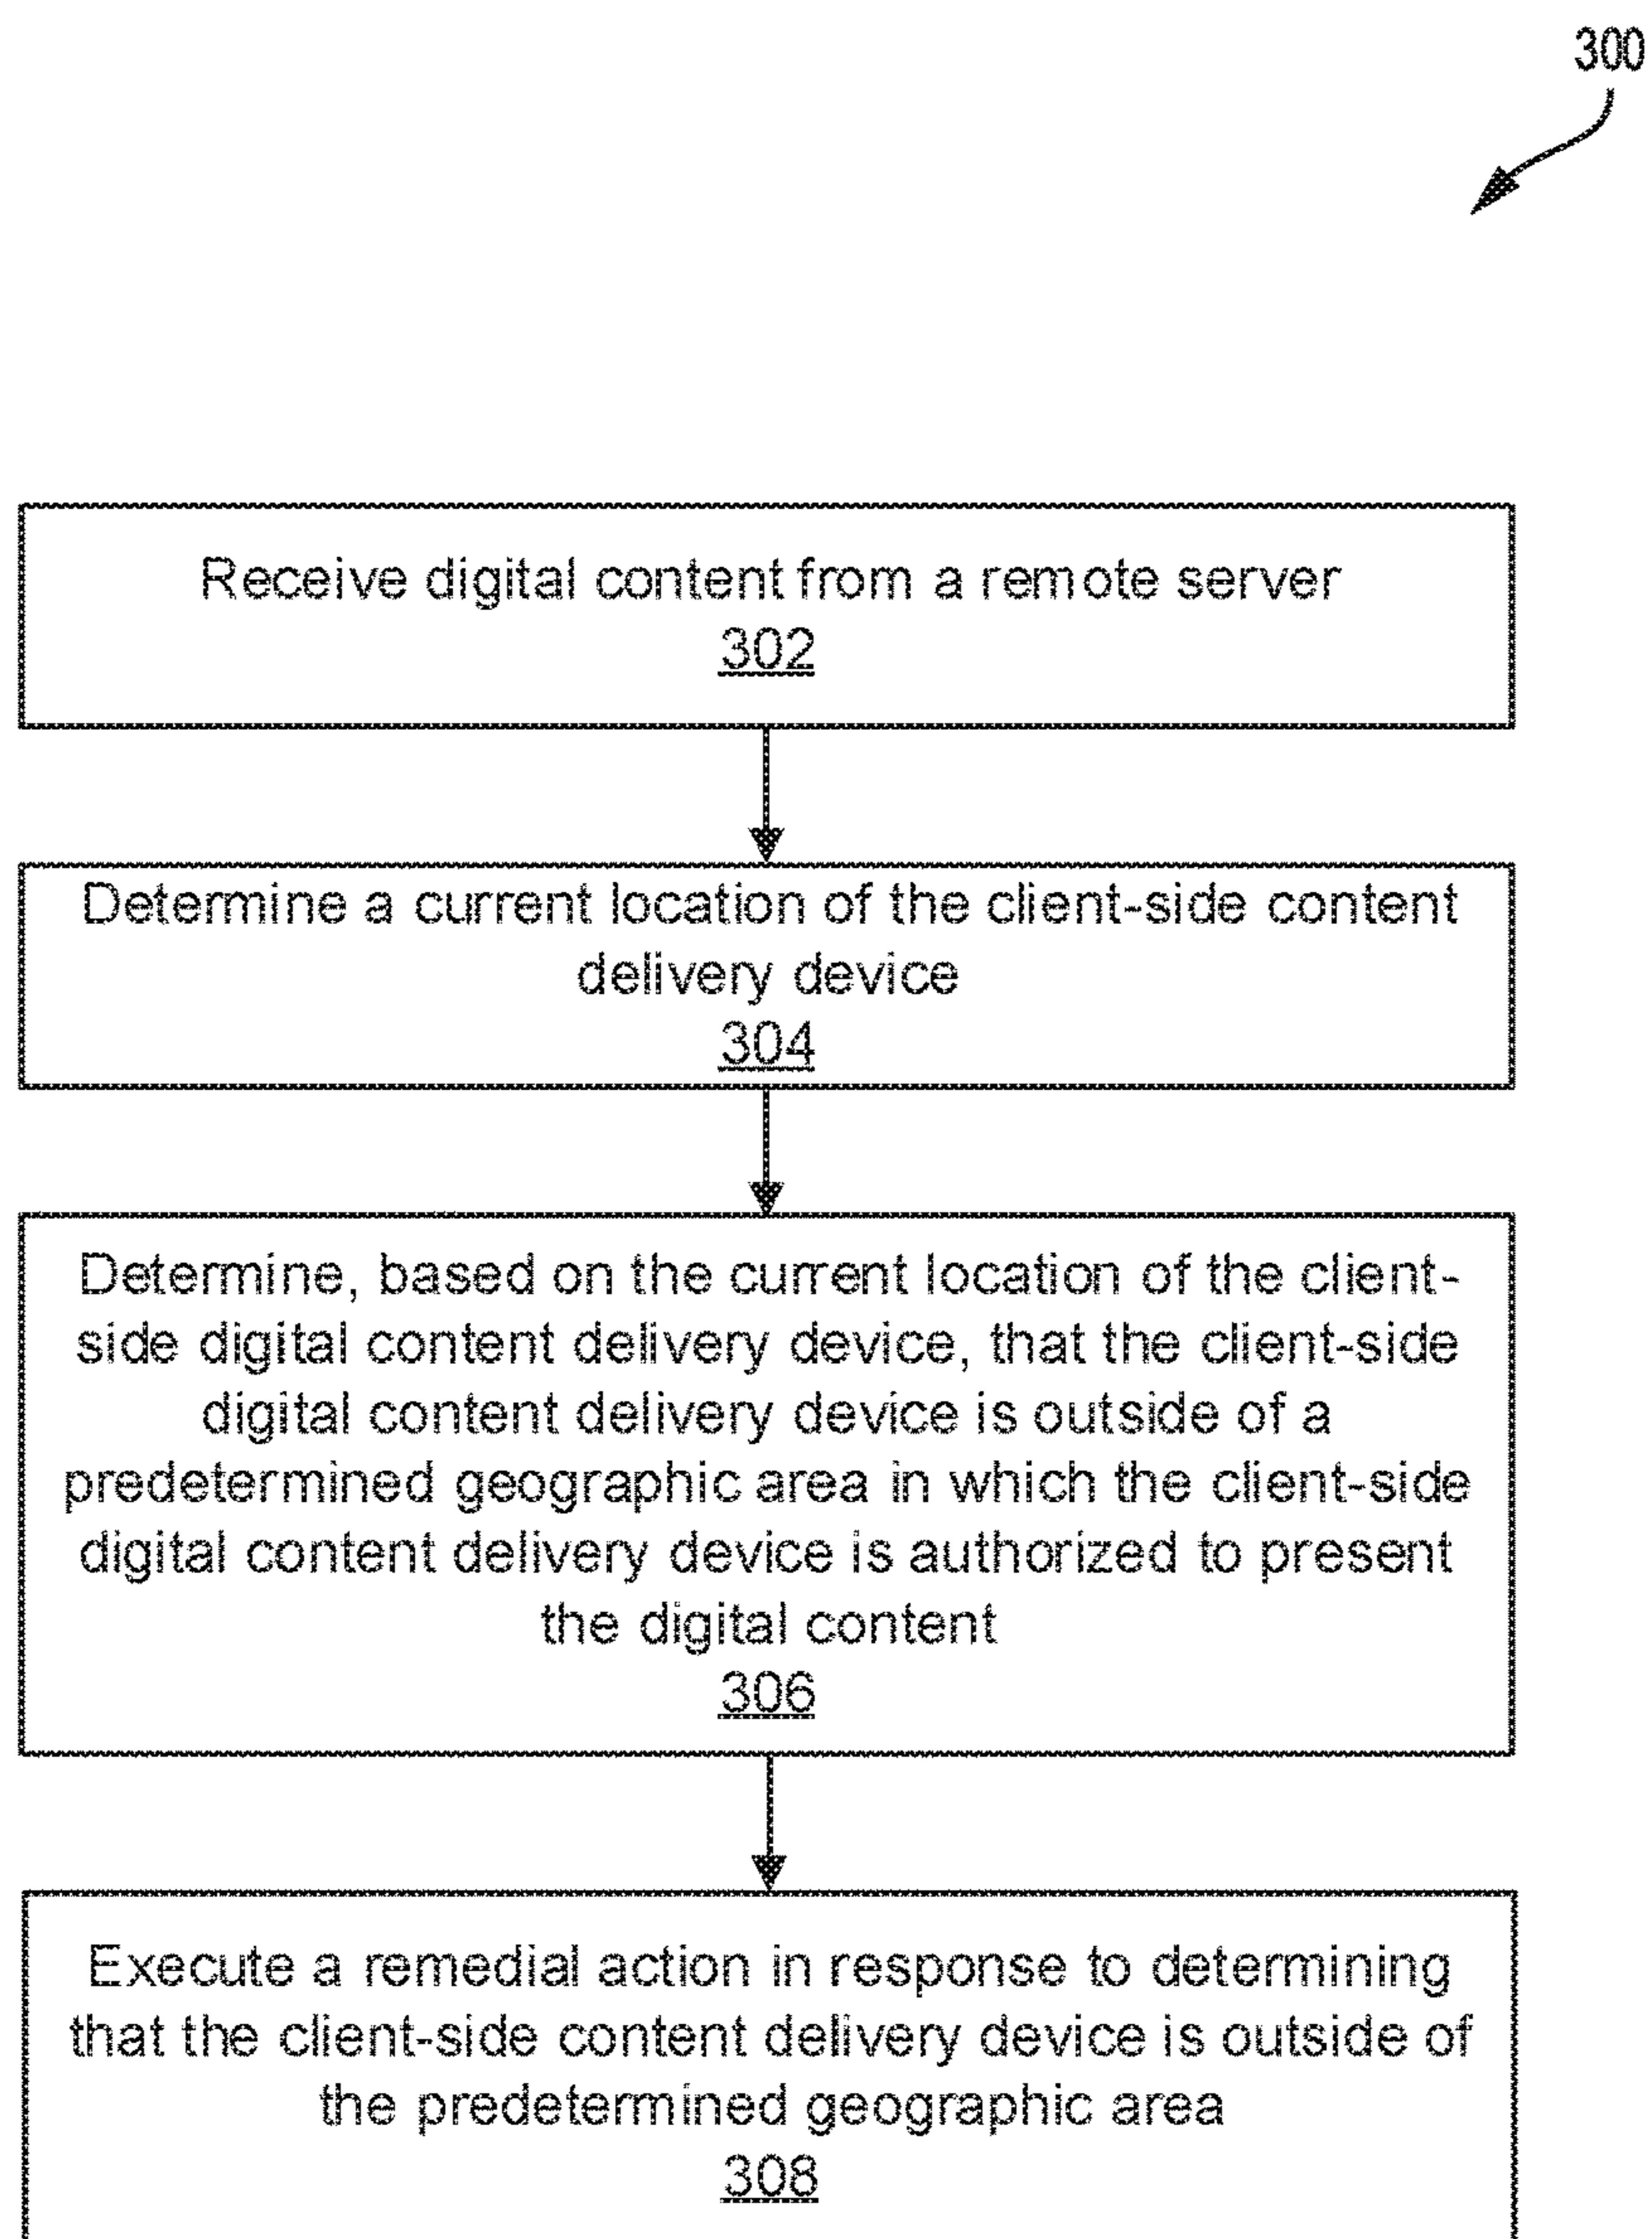 300
Receive digital content from a remote server
302
Determine a current location of the client-side content
delivery device
304
Determine, based on the current location of the client-
side digital content delivery device, that the client-side
digital content delivery device is outside of a
predetermined geographic area in which the client-side
digital content delivery device is authorized to present
the digital content
306
Execute a remedial action in response to determining
that the client-side content delivery device is outside of
the predetermined geographic area
308